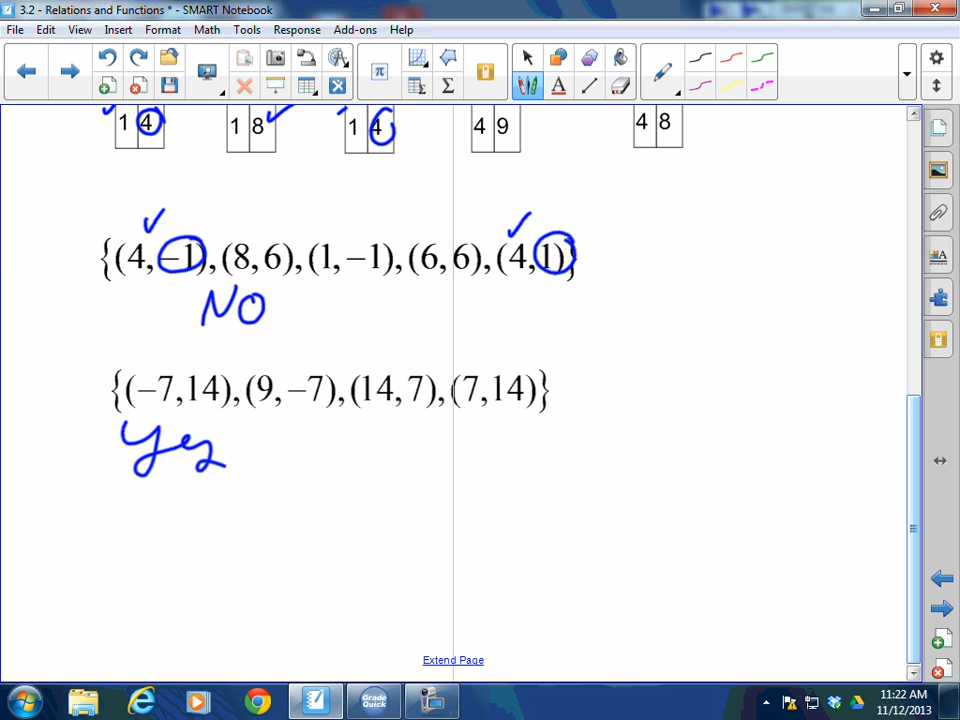 3.2 - Relations and Functions * - SMART Notebook
File Edit View Insert Format Math Tools Response Add-ons Help
1 4 1 8 1 4 4 9 4 8
{(4, −1), (8, 6), (1, −1), (6, 6), (4, 1)}
NO
{(−7, 14), (9, −7), (14, 7), (7, 14)}
Yes
Extend Page
Grade Quick
11:22 AM
11/12/2013